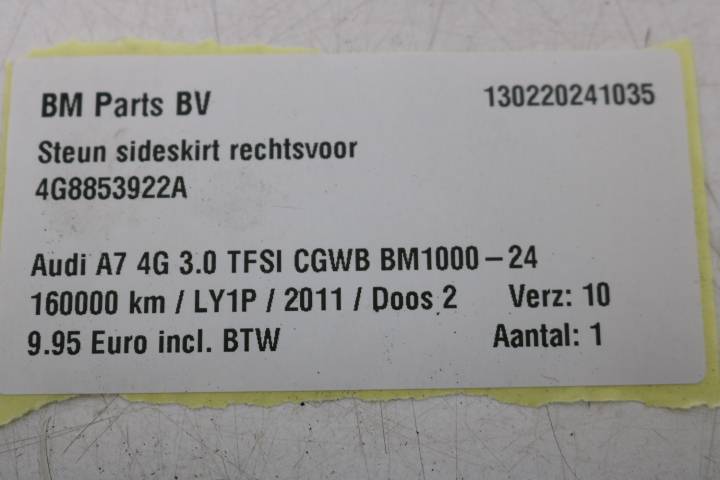 BM Parts BV 130220241035
Steun sideskirt rechtsvoor
4G8853922A
Audi A7 4G 3.0 TFSI CGWB BM1000-24
160000 km / LY1P / 2011 / Doos 2 Verz: 10
9.95 Euro incl. BTW Aantal: 1